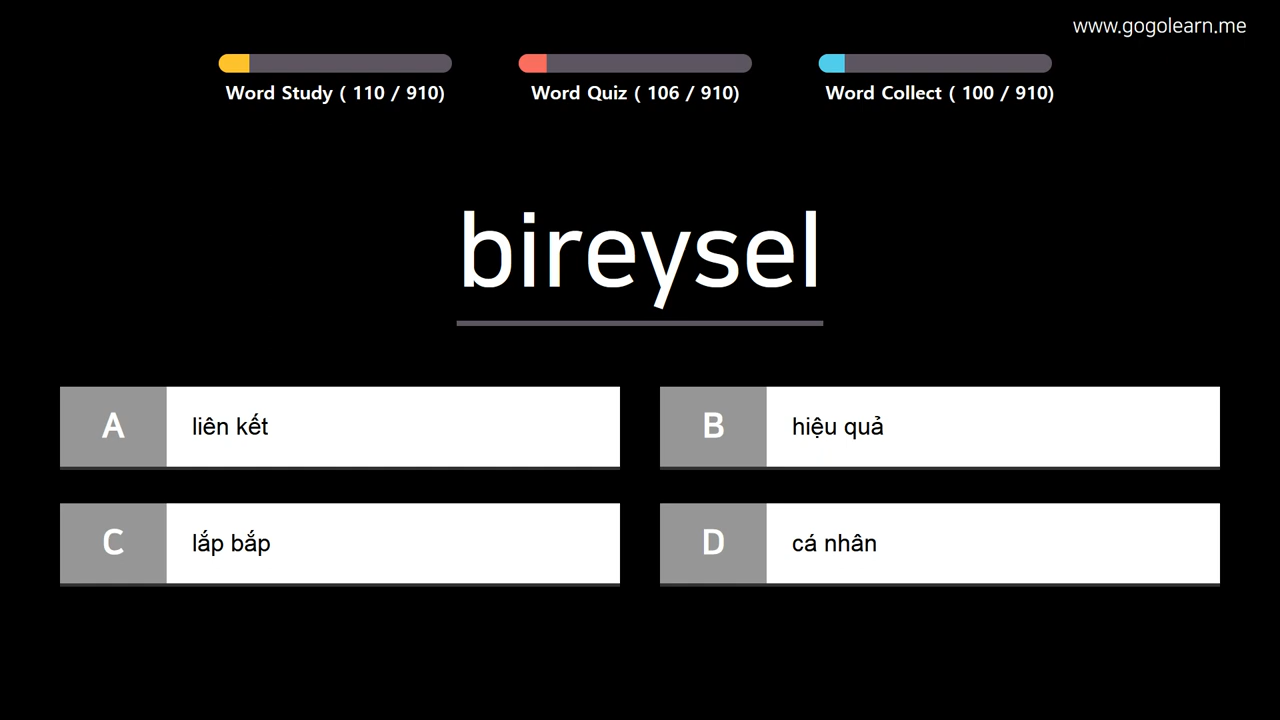 www.gogolearn.me
Word Study ( 110 / 910)
Word Quiz ( 106 / 910)
Word Collect ( 100 / 910)
bireysel
A liên kết
B hiệu quả
C lắp bắp
D cá nhân